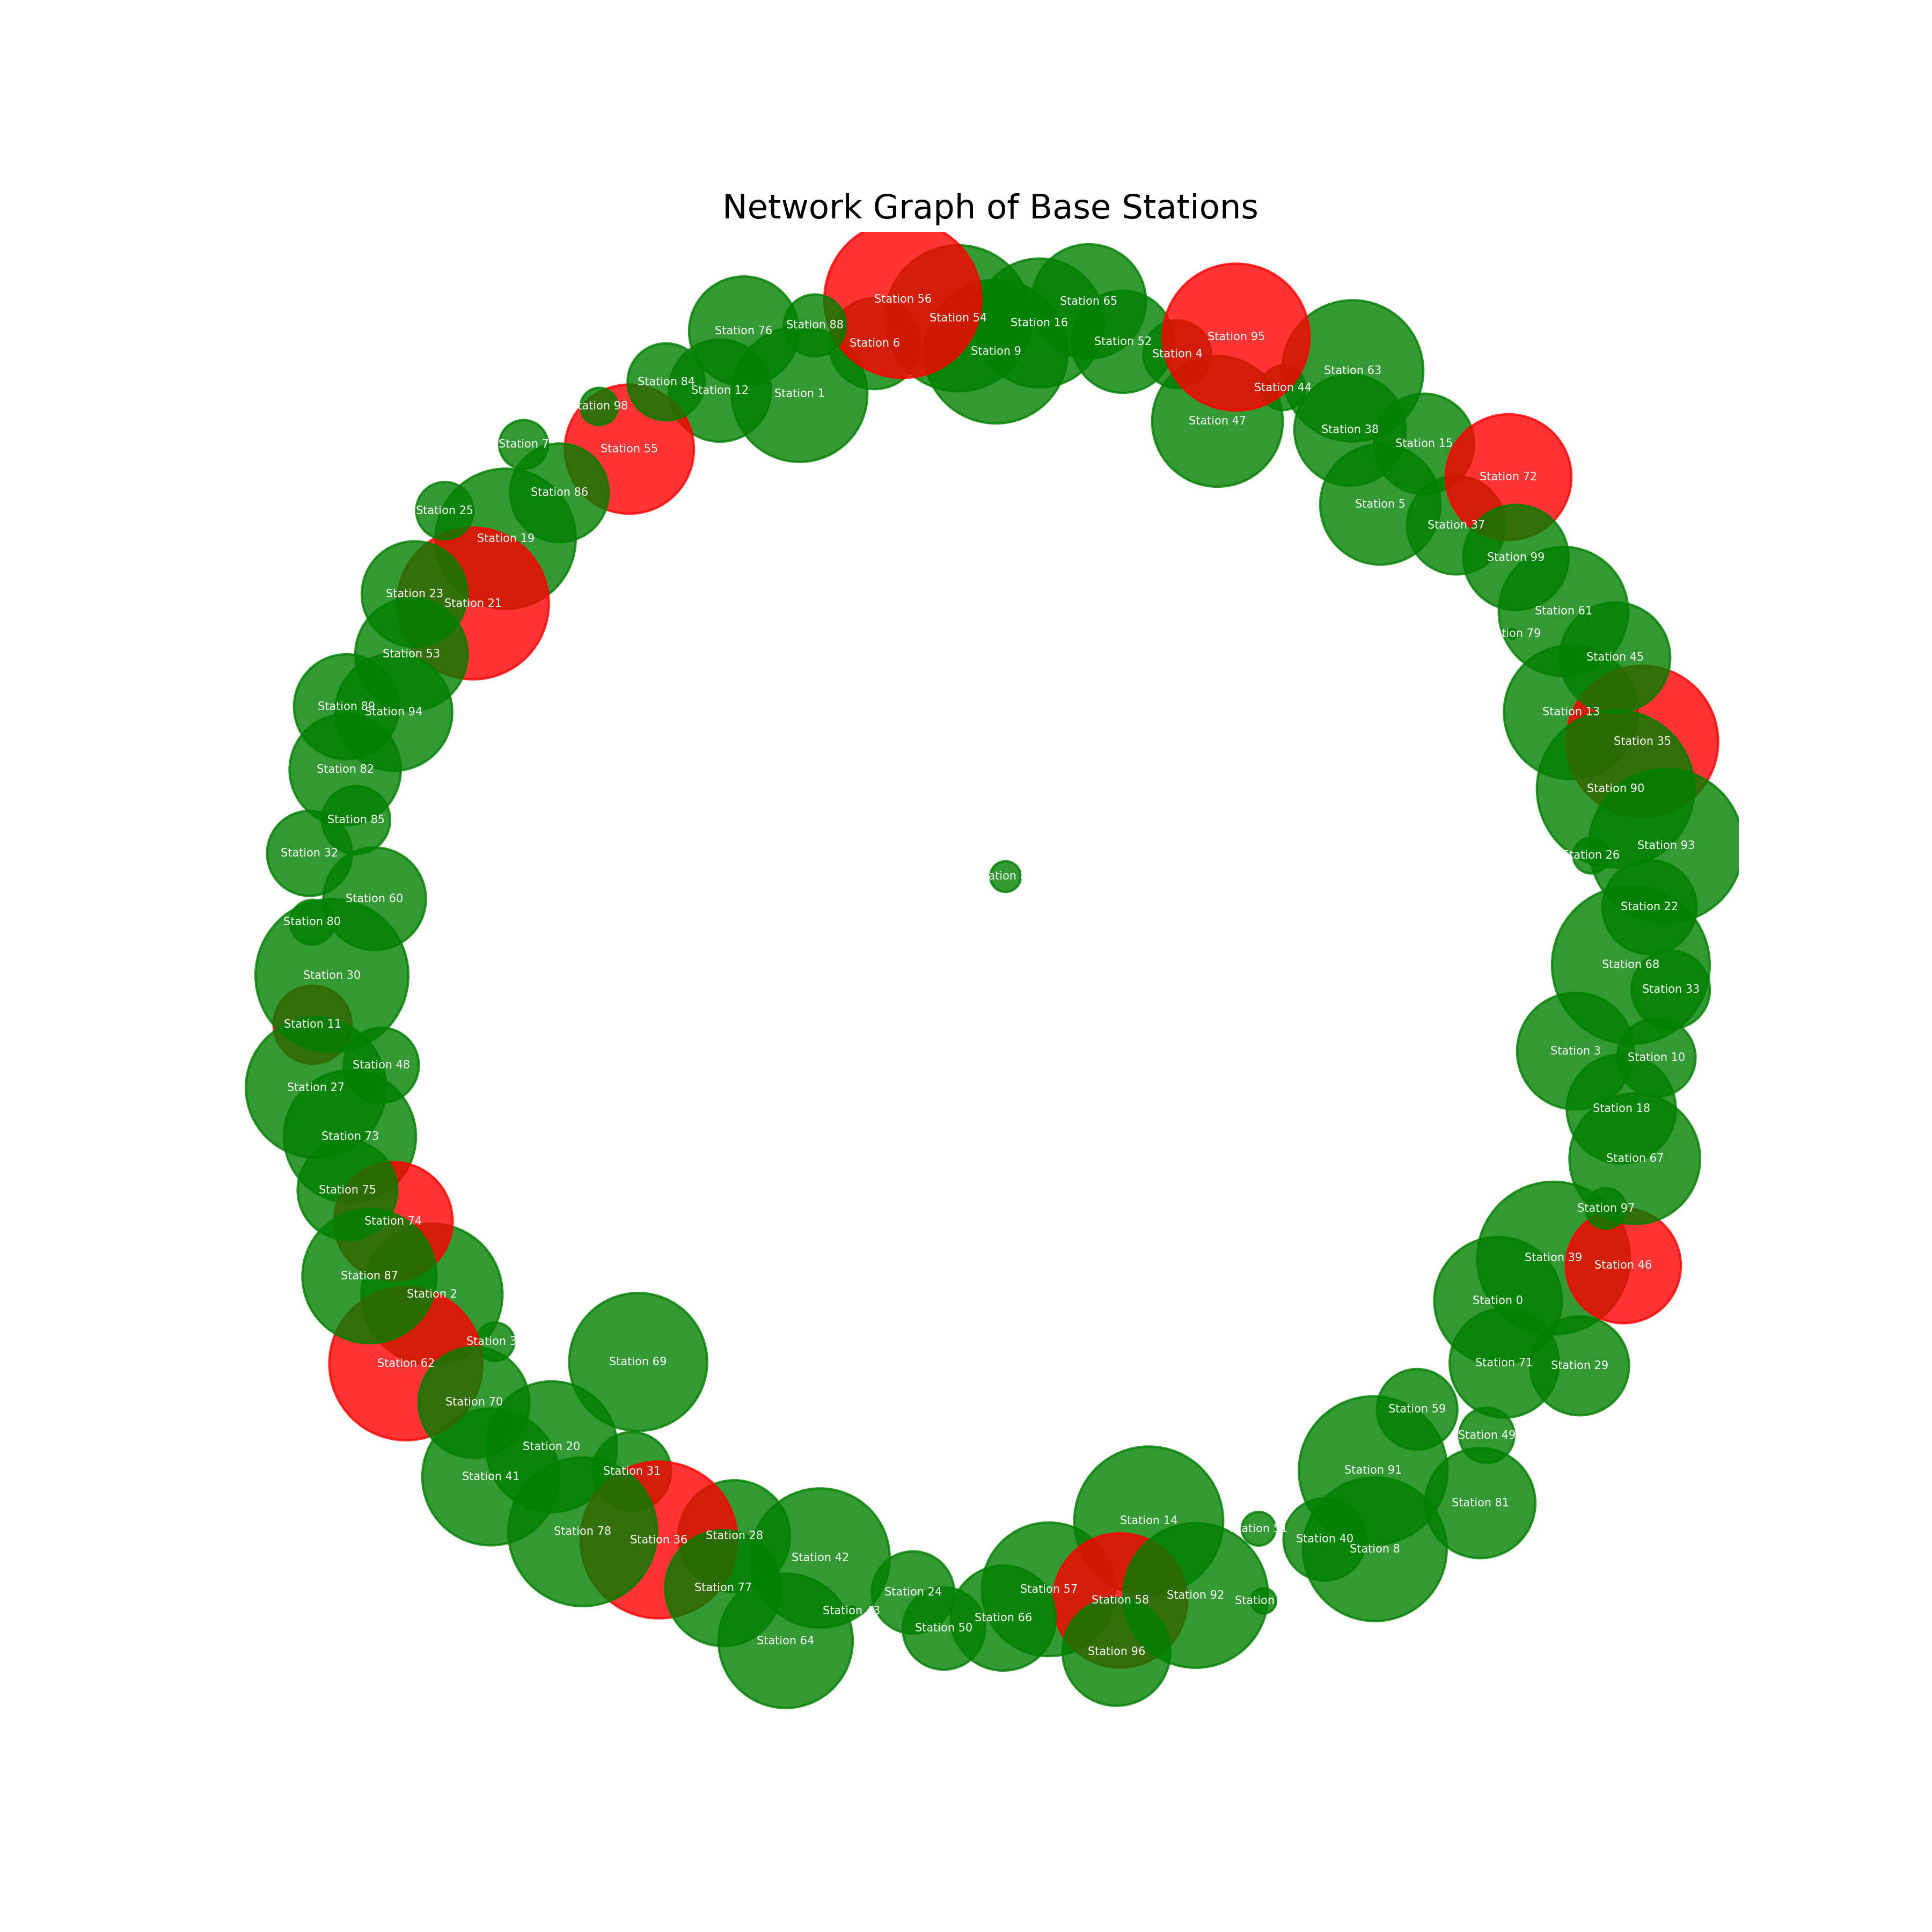 Network Graph of Base Stations
Station 56
Station 65
Station 54
Station 16
Station 88
Station 76
Station 95
Station 52
Station 6
Station 9
Station 4
Station 63
Station 84
Station 44
Station 12
Station 1
tation 98
Station 47
Station 38
Station 15
Station 7
Station 55
Station 72
Station 86
Station 5
Station 25
Station 37
Station 19
Station 99
Station 23
Station 21
Station 61
tion 79
Station 53
Station 45
Station 89
Station 94
Station 13
Station 35
Station 82
Station 90
Station 85
Station 93
Station 32
tation 26
ation 8
Station 60
Station 22
Station 80
Station 68
Station 30
Station 33
Station 11
Station 3
Station 10
Station 48
Station 27
Station 18
Station 73
Station 67
Station 75
Station 97
Station 74
Station 39
Station 46
Station 87
Station 2
Station 0
Station 3
Station 69
Station 62
Station 71
Station 29
Station 70
Station 59
Station 49
Station 20
Station 91
Station 31
Station 41
Station 81
Station 14
ation 5
Station 78
Station 28
Station 36
Station 40
Station 8
Station 42
Station 77
Station 57
Station 24
Station 92
Station 58
Station
Station 3
Station 66
Station 50
Station 64
Station 96